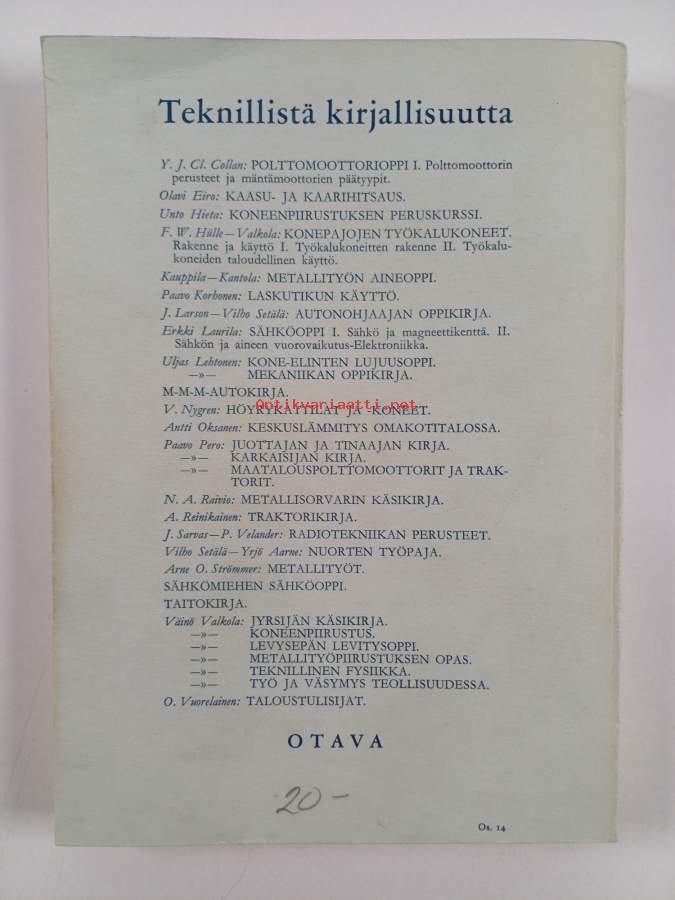 Teknillistä kirjallisuutta
Y. J. Cl. Collan: POLTTOMOOTTORIOPPI I. Polttomoottorin
perusteet ja mäntämoottorien päätyypit.
Olavi Eiro: KAASU- JA KAARIHITSAUS.
Unto Hieta: KONEENPIIRUSTUKSEN PERUSKURSSI.
F. W. Hülle—Valkola: KONEPAJOJEN TYÖKALUKONEET.
Rakenne ja käyttö I. Työkalukoneitten rakenne II. Työkalu-
koneiden taloudellinen käyttö.
Kauppila—Kantola: METALLITYÖN AINEOPPI.
Paavo Korhonen: LASKUTIKUN KÄYTTÖ.
J. Larson—Vilho Setälä: AUTONOHJAAJAN OPPIKIRJA.
Erkki Laurila: SÄHKÖOPPI I. Sähkö ja magneettikenttä. II.
Sähkön ja aineen vuorovaikutus-Elektroniikka.
Uljas Lehtonen: KONE-ELINTEN LUJUUSOPPI.
—»— MEKANIIKAN OPPIKIRJA.
M-M-M-AUTOKIRJA.
Antikvariaatti.net
V. Nygren: HÖYRYKATTILAT JA -KONEET.
Antti Oksanen: KESKUSLÄMMITYS OMAKOTITALOSSA.
Paavo Pero: JUOTTAJAN JA TINAAJAN KIRJA.
—»— KARKAISIJAN KIRJA.
—»— MAATALOUSPOLTTOMOOTTORIT JA TRAK-
TORIT.
N. A. Raivio: METALLISORVARIN KÄSIKIRJA.
A. Reinikainen: TRAKTORIKIRJA.
J. Sarvas—P. Velander: RADIOTEKNIIKAN PERUSTEET.
Vilho Setälä—Yrjö Aarne: NUORTEN TYÖPAJA.
Arne O. Strömmer: METALLITYÖT.
SÄHKÖMIEHEN SÄHKÖOPPI.
TAITOKIRJA.
Väinö Valkola: JYRSIJÄN KÄSIKIRJA.
—»— KONEENPIIRUSTUS.
—»— LEVYSEPÄN LEVITYSOPPI.
—»— METALLITYÖPIIRUSTUKSEN OPAS.
—»— TEKNILLINEN FYSIIKKA.
—»— TYÖ JA VÄSYMYS TEOLLISUUDESSA.
O. Vuorelainen: TALOUSTULISIJAT.
OTAVA
20-
Os. 14